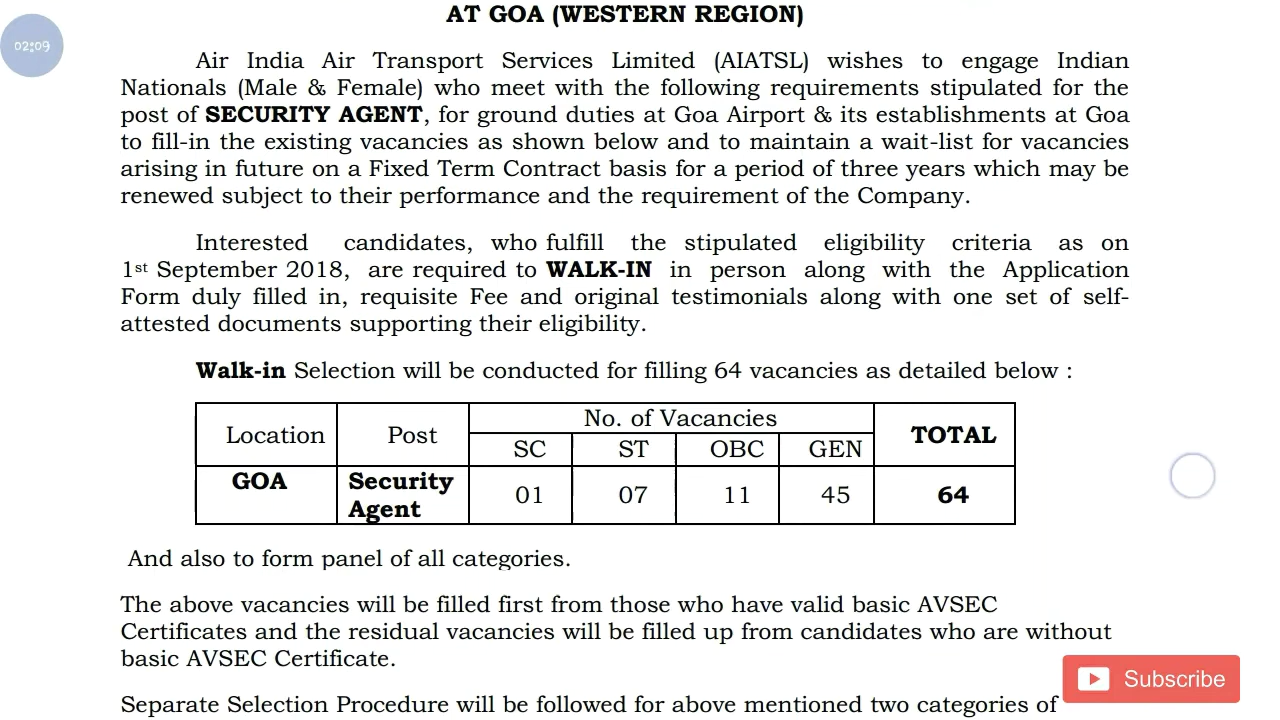 AT GOA (WESTERN REGION)
02:09
Air India Air Transport Services Limited (AIATSL) wishes to engage Indian
Nationals (Male & Female) who meet with the following requirements stipulated for the
post of SECURITY AGENT, for ground duties at Goa Airport & its establishments at Goa
to fill-in the existing vacancies as shown below and to maintain a wait-list for vacancies
arising in future on a Fixed Term Contract basis for a period of three years which may be
renewed subject to their performance and the requirement of the Company.
Interested candidates, who fulfill the stipulated eligibility criteria as on
1st September 2018, are required to WALK-IN in person along with the Application
Form duly filled in, requisite Fee and original testimonials along with one set of self-
attested documents supporting their eligibility.
Walk-in Selection will be conducted for filling 64 vacancies as detailed below :
Location Post No. of Vacancies TOTAL
SC ST OBC GEN
GOA Security Agent 01 07 11 45 64
And also to form panel of all categories.
The above vacancies will be filled first from those who have valid basic AVSEC
Certificates and the residual vacancies will be filled up from candidates who are without
basic AVSEC Certificate.
Subscribe
Separate Selection Procedure will be followed for above mentioned two categories of